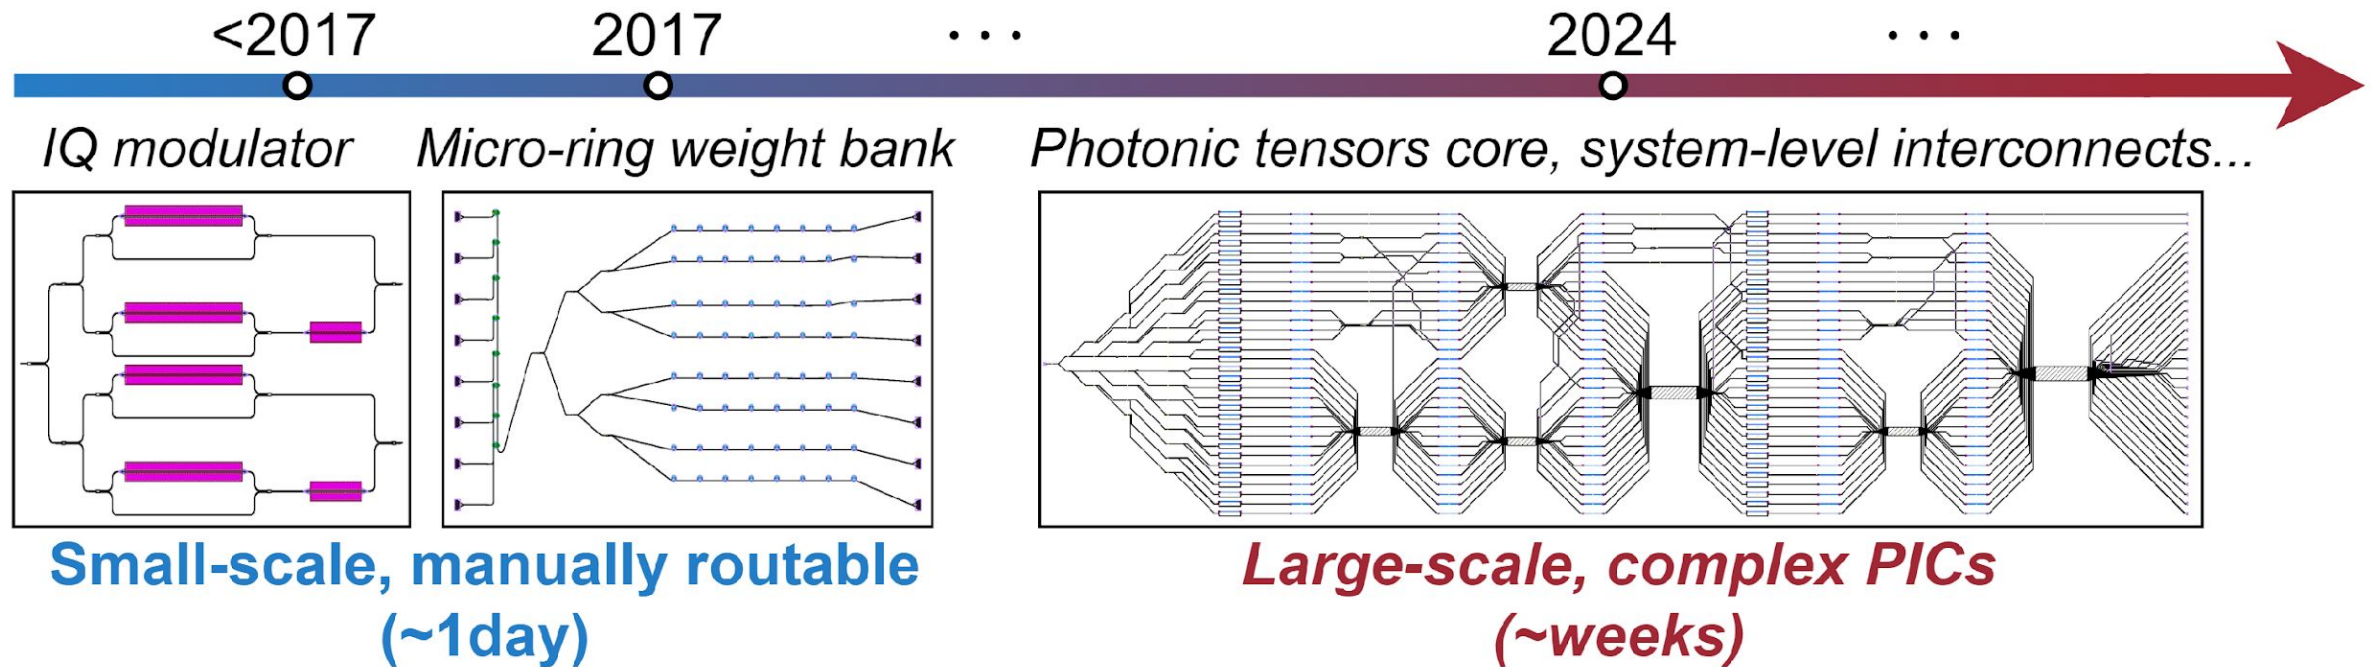 <2017
2017
...
2024
...
IQ modulator
Micro-ring weight bank
Photonic tensors core, system-level interconnects...
Small-scale, manually routable
(~1day)
Large-scale, complex PICs
(~weeks)